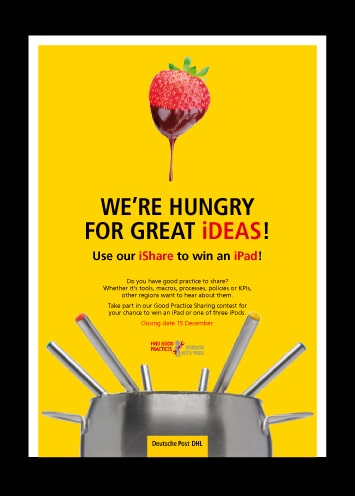 WE'RE HUNGRY
FOR GREAT iDEAS!
Use our iShare to win an iPad!
Do you have good practice to share?
Whether it's tools, macros, processes, policies or KPIs,
other regions want to hear about them.
Take part in our Good Practice Sharing contest for
your chance to win an iPad or one of three iPods.
Closing date 15 December
FIND GOOD
PRACTICES
Deutsche Post DHL